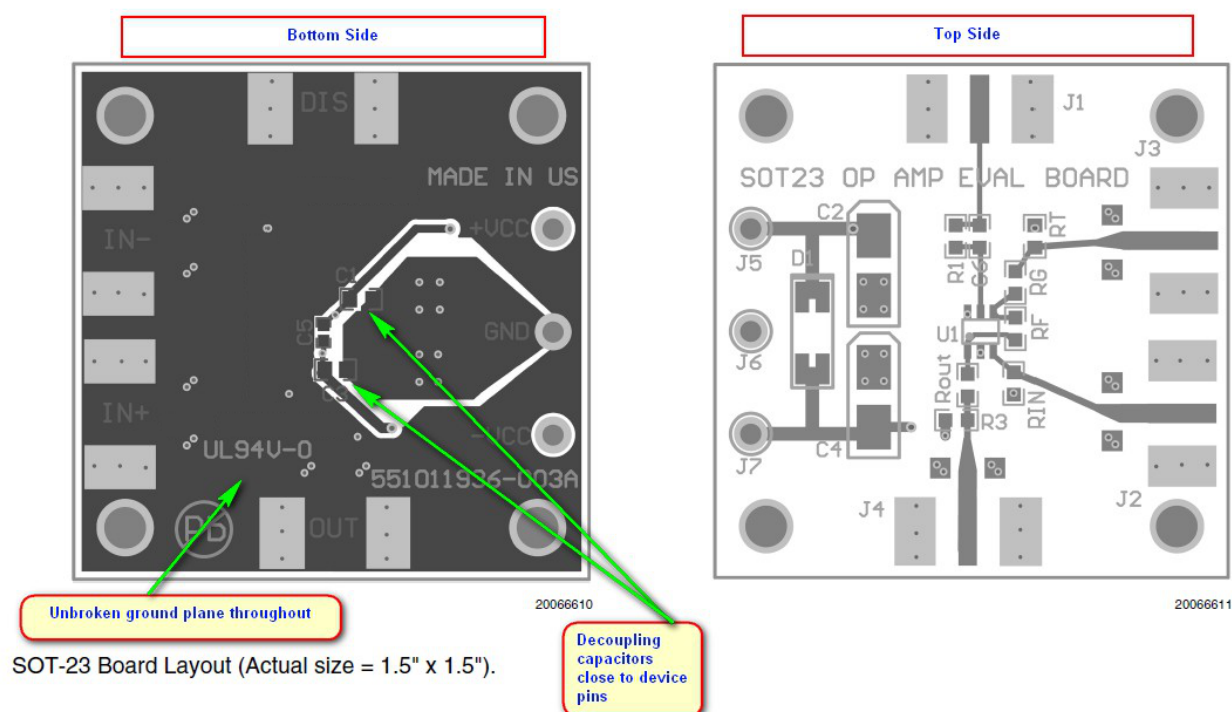 Bottom Side
DIS
MADE IN US
+VCC
IN-
C1
C5
GND
C3
IN+
-VCC
UL94V-0
551011936-003A
OUT
Unbroken ground plane throughout
20066610
Decoupling
capacitors
close to device
pins
SOT-23 Board Layout (Actual size = 1.5" x 1.5").
Top Side
J1
J3
SOT23 OP AMP EVAL BOARD
C2
RT
J5
D1
R1
C6
RG
U1
RF
J6
Rout
RIN
R3
J7
C4
J4
J2
20066611